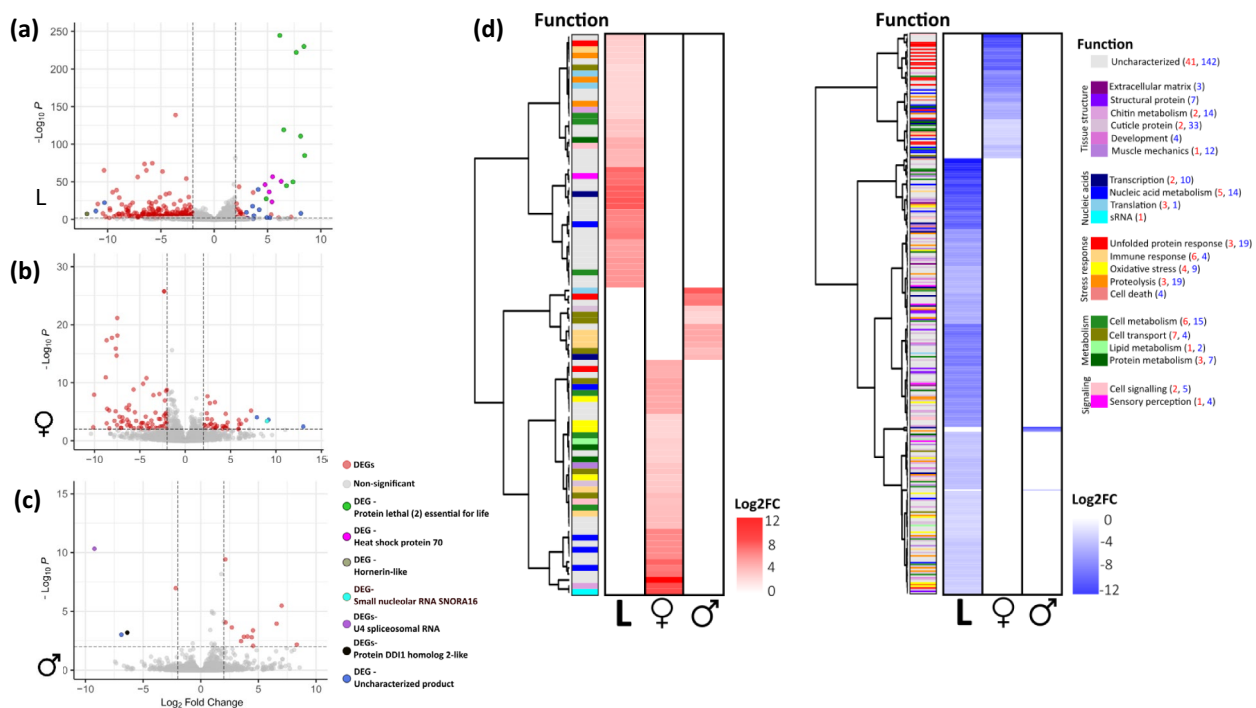 (a)
-Log10 P
250
200
150
100
50
0
L
−10
−5
0
5
10
(b)
- Log10 P
30
20
10
0
♀
−10
−5
0
5
10
15
(c)
- Log10 P
15
10
5
0
♂
−10
−5
0
5
10
Log2 Fold Change
DEGs
Non-significant
DEG -
Protein lethal (2) essential for life
DEG -
Heat shock protein 70
DEG -
Hornerin-like
DEG-
Small nucleolar RNA SNORA16
DEGs-
U4 spliceosomal RNA
DEGs-
Protein DDI1 homolog 2-like
DEG -
Uncharacterized product
(d)
Function
L ♀ ♂
Log2FC
12
10
8
6
4
2
0
Function
L ♀ ♂
Log2FC
0
-2
-4
-6
-8
-10
-12
Function
Uncharacterized (41, 142)
Tissue structure
Extracellular matrix (3)
Structural protein (7)
Chitin metabolism (2, 14)
Cuticle protein (2, 33)
Development (4)
Muscle mechanics (1, 12)
Nucleic acids
Transcription (2, 10)
Nucleic acid metabolism (5, 14)
Translation (3, 1)
sRNA (1)
Stress response
Unfolded protein response (3, 19)
Immune response (6, 4)
Oxidative stress (4, 9)
Proteolysis (3, 19)
Cell death (4)
Metabolism
Cell metabolism (6, 15)
Cell transport (7, 4)
Lipid metabolism (1, 2)
Protein metabolism (3, 7)
Signaling
Cell signalling (2, 5)
Sensory perception (1, 4)